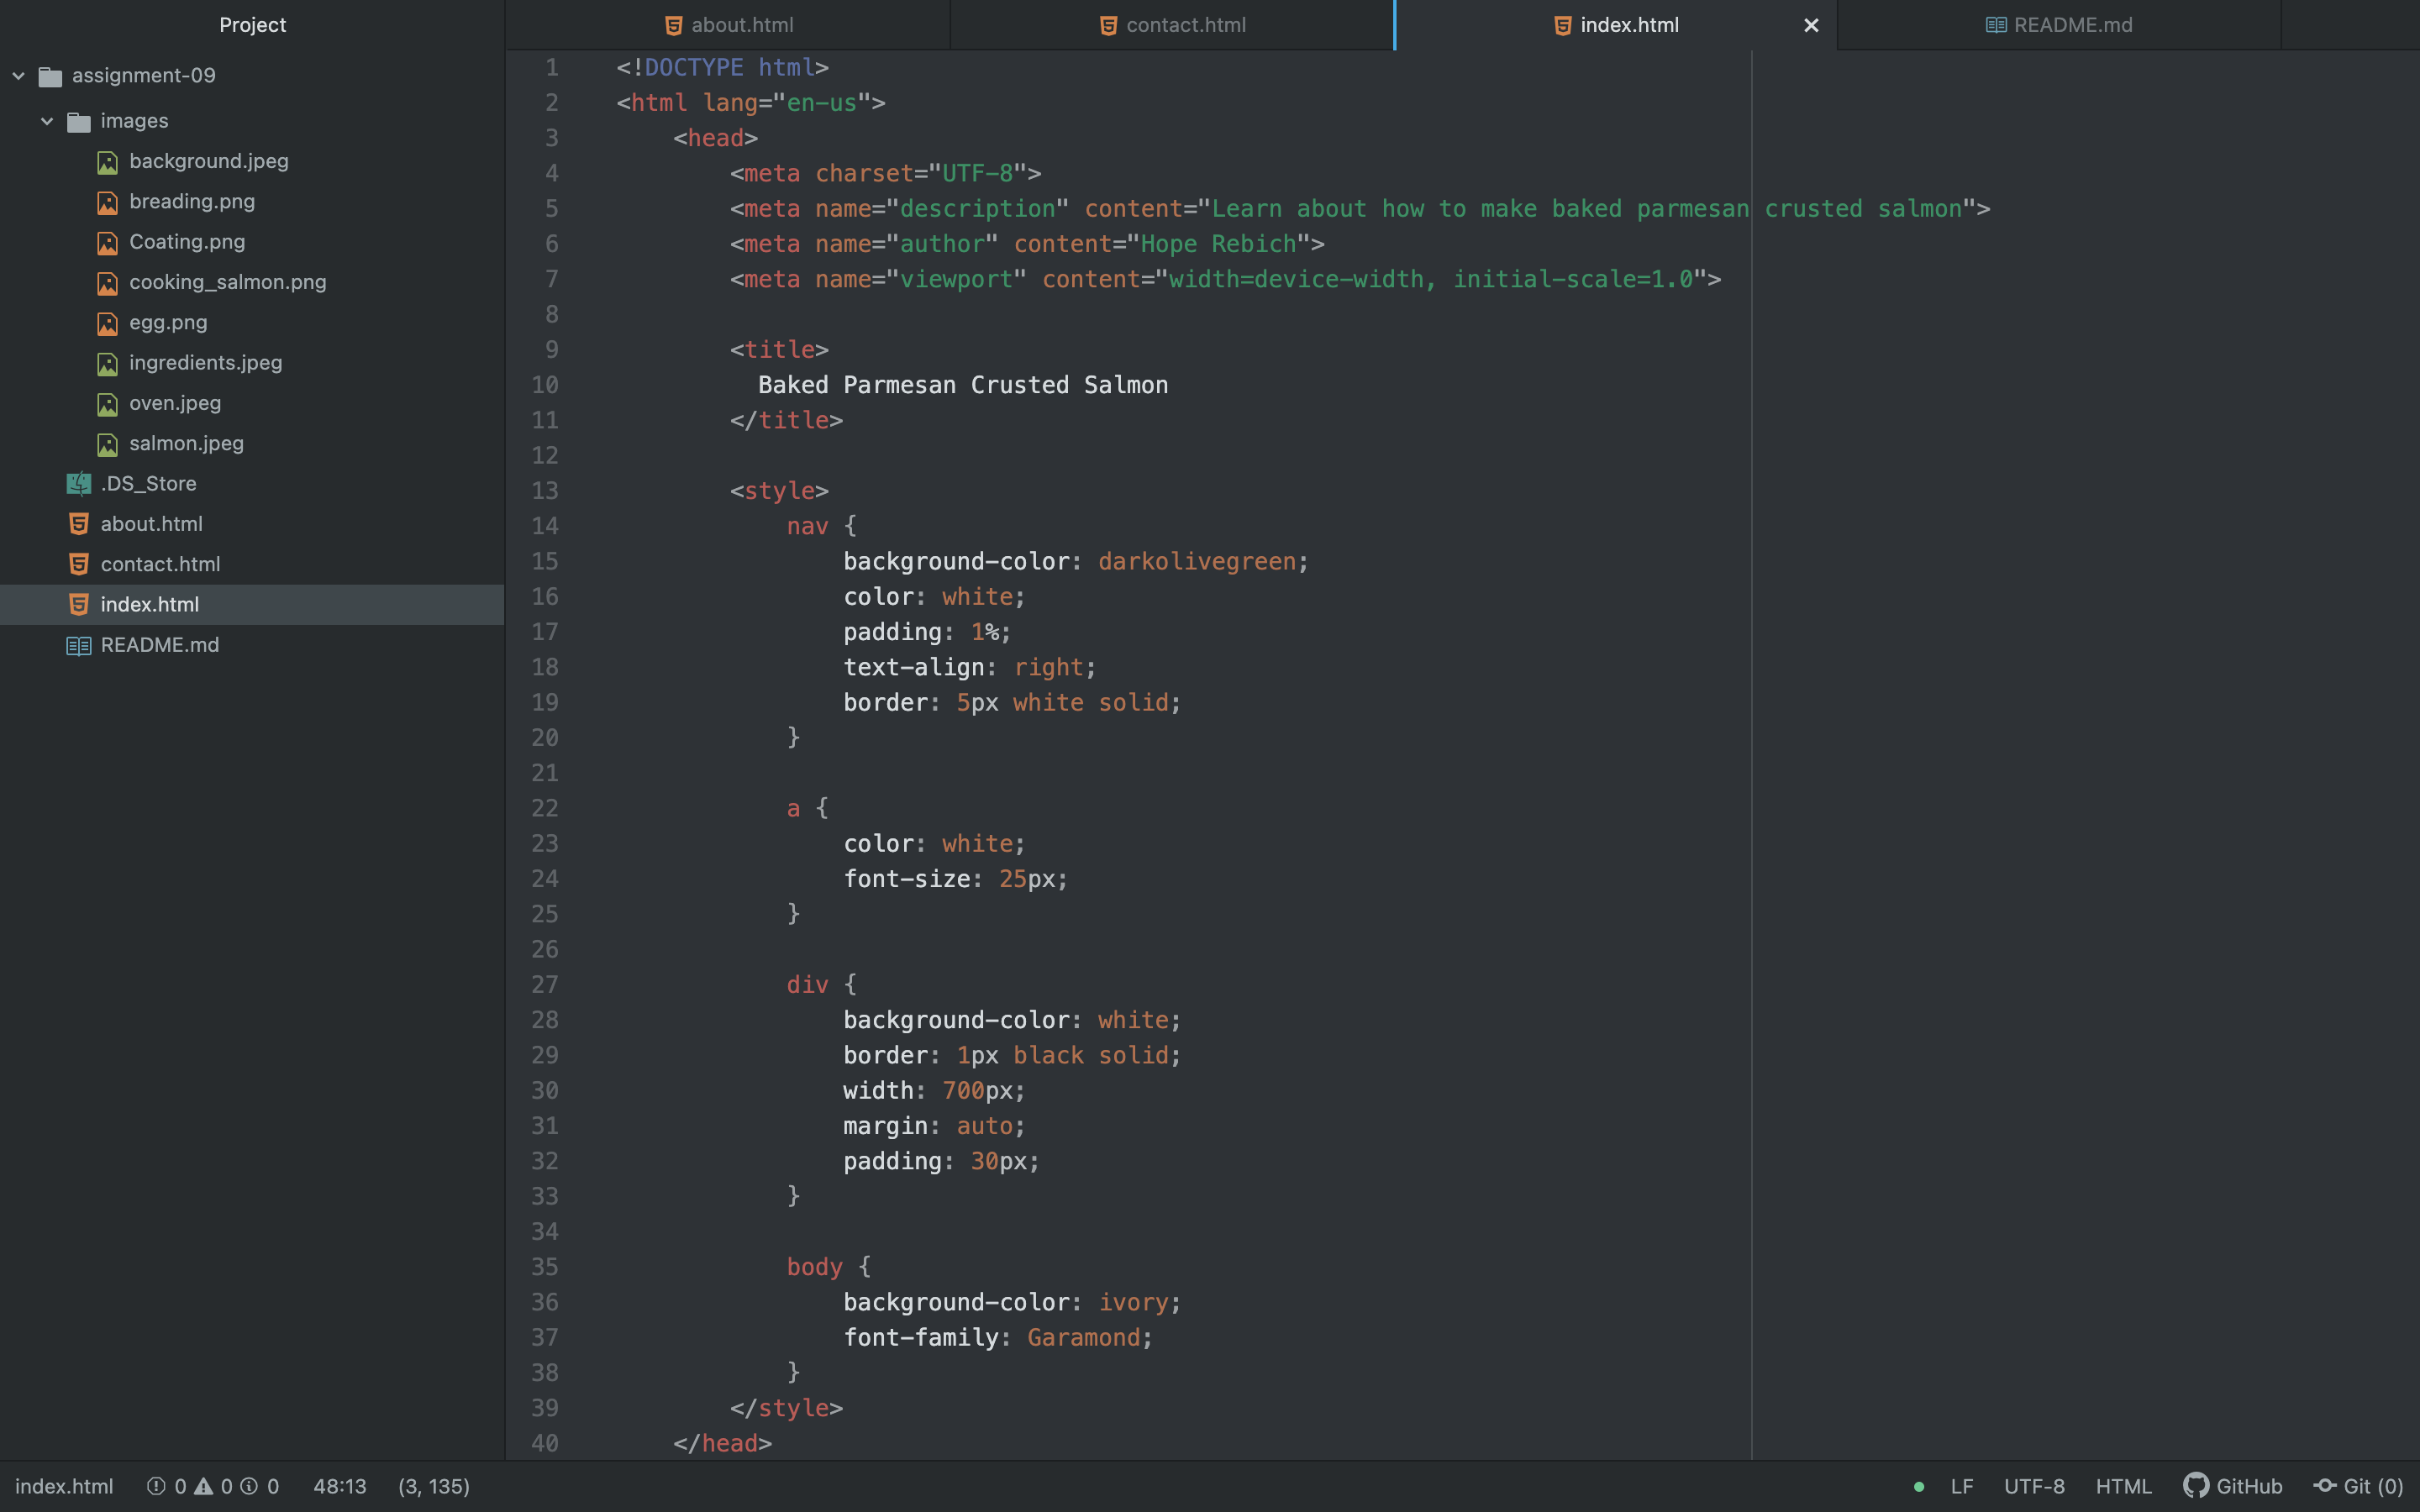 Project
assignment-09
images
background.jpeg
breading.png
Coating.png
cooking_salmon.png
egg.png
ingredients.jpeg
oven.jpeg
salmon.jpeg
.DS_Store
about.html
contact.html
index.html
README.md
about.html
contact.html
index.html
README.md
1 <!DOCTYPE html>
2 <html lang="en-us">
3 <head>
4 <meta charset="UTF-8">
5 <meta name="description" content="Learn about how to make baked parmesan crusted salmon">
6 <meta name="author" content="Hope Rebich">
7 <meta name="viewport" content="width=device-width, initial-scale=1.0">
8
9 <title>
10 Baked Parmesan Crusted Salmon
11 </title>
12
13 <style>
14 nav {
15 background-color: darkolivegreen;
16 color: white;
17 padding: 1%;
18 text-align: right;
19 border: 5px white solid;
20 }
21
22 a {
23 color: white;
24 font-size: 25px;
25 }
26
27 div {
28 background-color: white;
29 border: 1px black solid;
30 width: 700px;
31 margin: auto;
32 padding: 30px;
33 }
34
35 body {
36 background-color: ivory;
37 font-family: Garamond;
38 }
39 </style>
40 </head>
index.html 0 0 0 48:13 (3, 135) LF UTF-8 HTML GitHub Git (0)